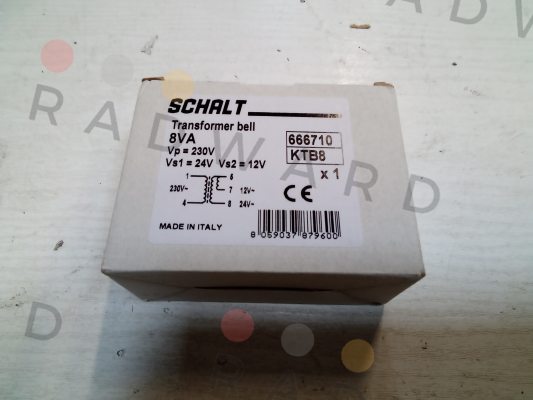 SCHALT
Transformer bell
8VA
Vp = 230V
Vs1 = 24V Vs2 = 12V
666710
KTB8
x 1
1 6
230V~ 7 12V~
4 8 24V~
CE
MADE IN ITALY
8 059037 879600
RADWARD
D